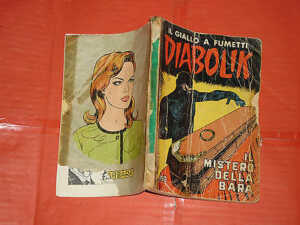 IL GIALLO A FUMETTI
DIABOLIK
IL
MISTERO
DELLA
BARA